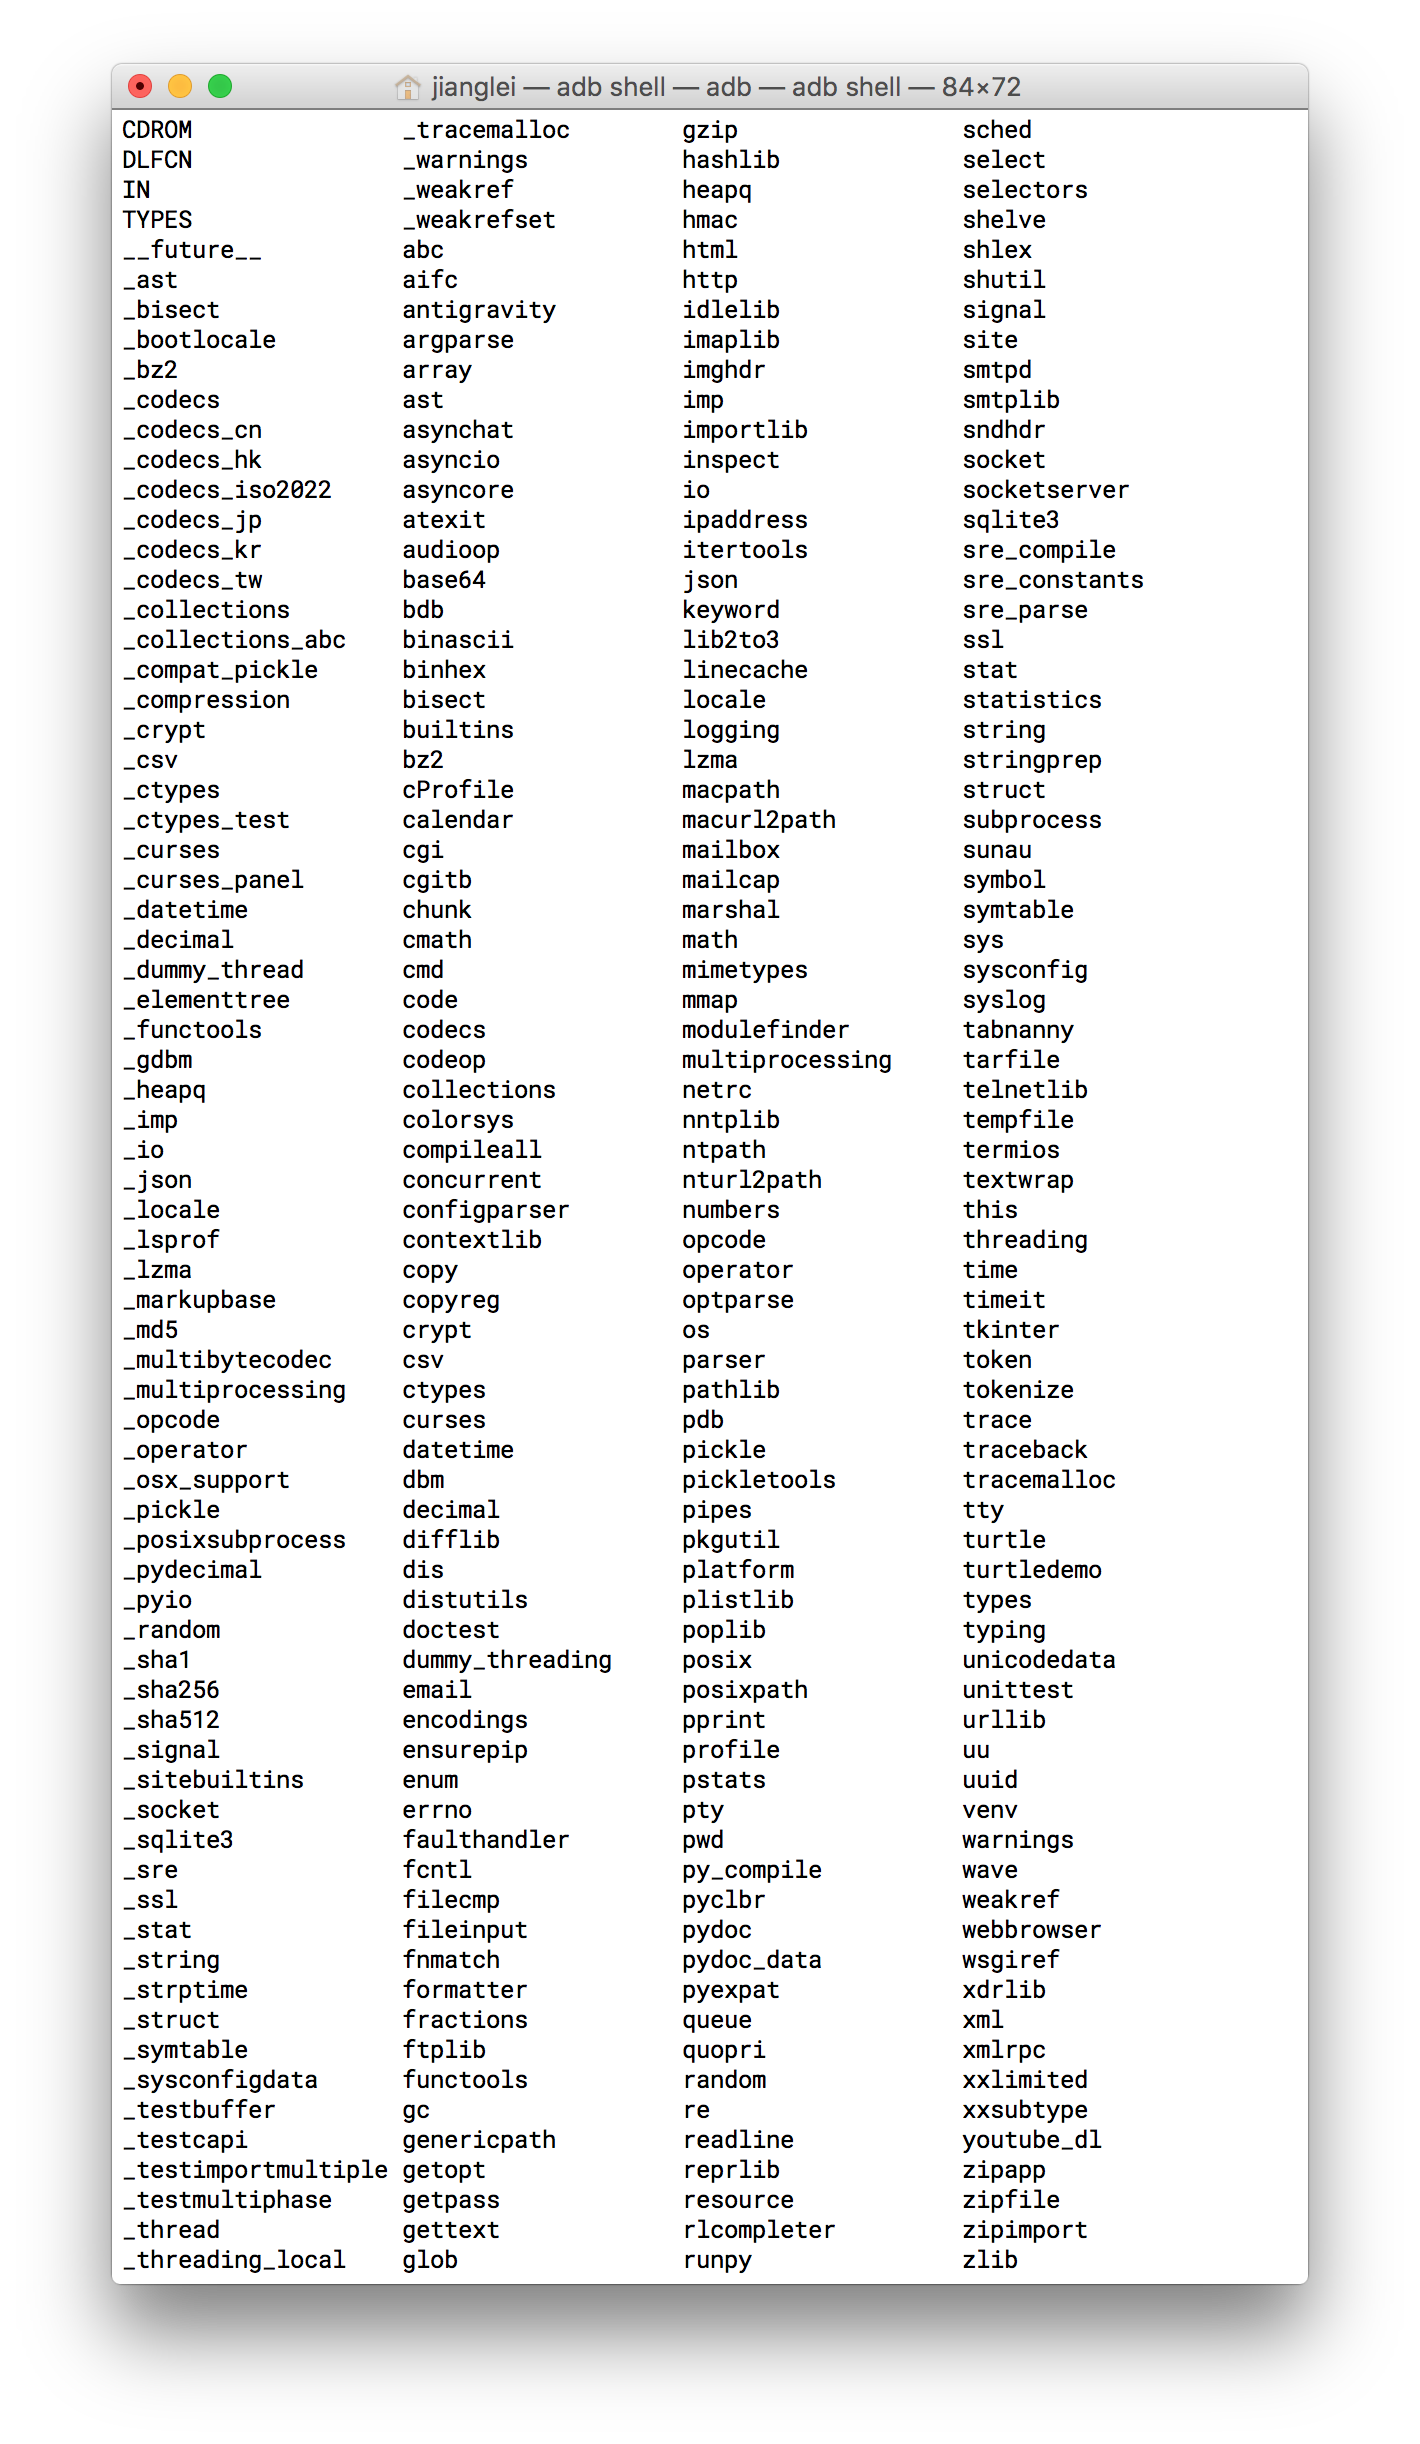 jianglei — adb shell — adb — adb shell — 84×72
CDROM _tracemalloc gzip sched
DLFCN _warnings hashlib select
IN _weakref heapq selectors
TYPES _weakrefset hmac shelve
__future__ abc html shlex
_ast aifc http shutil
_bisect antigravity idlelib signal
_bootlocale argparse imaplib site
_bz2 array imghdr smtpd
_codecs ast imp smtplib
_codecs_cn asynchat importlib sndhdr
_codecs_hk asyncio inspect socket
_codecs_iso2022 asyncore io socketserver
_codecs_jp atexit ipaddress sqlite3
_codecs_kr audioop itertools sre_compile
_codecs_tw base64 json sre_constants
_collections bdb keyword sre_parse
_collections_abc binascii lib2to3 ssl
_compat_pickle binhex linecache stat
_compression bisect locale statistics
_crypt builtins logging string
_csv bz2 lzma stringprep
_ctypes cProfile macpath struct
_ctypes_test calendar macurl2path subprocess
_curses cgi mailbox sunau
_curses_panel cgitb mailcap symbol
_datetime chunk marshal symtable
_decimal cmath math sys
_dummy_thread cmd mimetypes sysconfig
_elementtree code mmap syslog
_functools codecs modulefinder tabnanny
_gdbm codeop multiprocessing tarfile
_heapq collections netrc telnetlib
_imp colorsys nntplib tempfile
_io compileall ntpath termios
_json concurrent nturl2path textwrap
_locale configparser numbers this
_lsprof contextlib opcode threading
_lzma copy operator time
_markupbase copyreg optparse timeit
_md5 crypt os tkinter
_multibytecodec csv parser token
_multiprocessing ctypes pathlib tokenize
_opcode curses pdb trace
_operator datetime pickle traceback
_osx_support dbm pickletools tracemalloc
_pickle decimal pipes tty
_posixsubprocess difflib pkgutil turtle
_pydecimal dis platform turtledemo
_pyio distutils plistlib types
_random doctest poplib typing
_sha1 dummy_threading posix unicodedata
_sha256 email posixpath unittest
_sha512 encodings pprint urllib
_signal ensurepip profile uu
_sitebuiltins enum pstats uuid
_socket errno pty venv
_sqlite3 faulthandler pwd warnings
_sre fcntl py_compile wave
_ssl filecmp pyclbr weakref
_stat fileinput pydoc webbrowser
_string fnmatch pydoc_data wsgiref
_strptime formatter pyexpat xdrlib
_struct fractions queue xml
_symtable ftplib quopri xmlrpc
_sysconfigdata functools random xxlimited
_testbuffer gc re xxsubtype
_testcapi genericpath readline youtube_dl
_testimportmultiple getopt reprlib zipapp
_testmultiphase getpass resource zipfile
_thread gettext rlcompleter zipimport
_threading_local glob runpy zlib